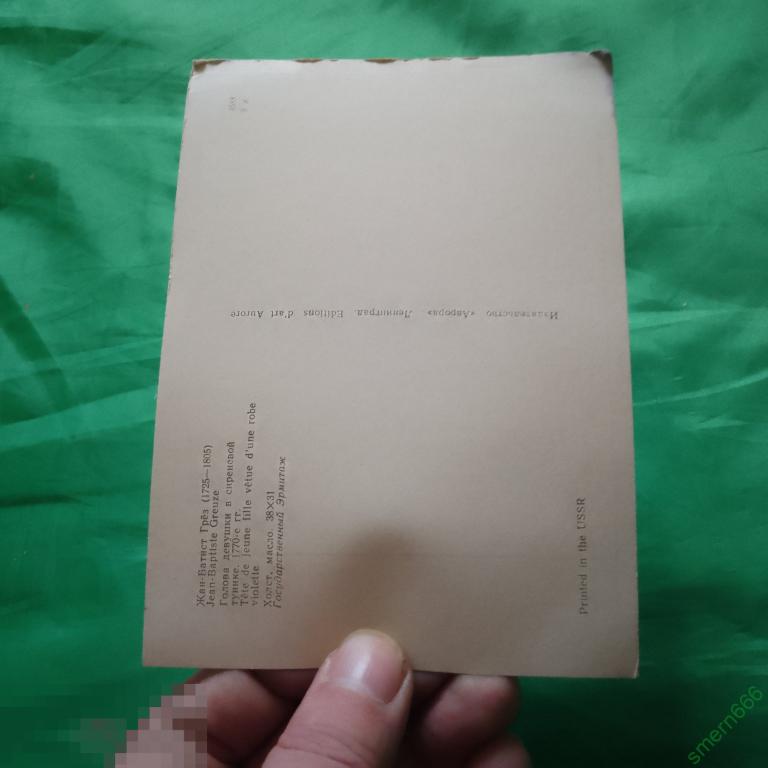 Жан-Батист Грёз (1725—1805)
Jean-Baptiste Greuze
Голова девушки в сиреневой
тунике. 1770-е гг.
Tête de jeune fille vêtue d'une robe
violette
Холст, масло. 38×31
Государственный Эрмитаж
Издательство «Аврора». Ленинград. Editions d'art Aurore
Printed in the USSR
smern666